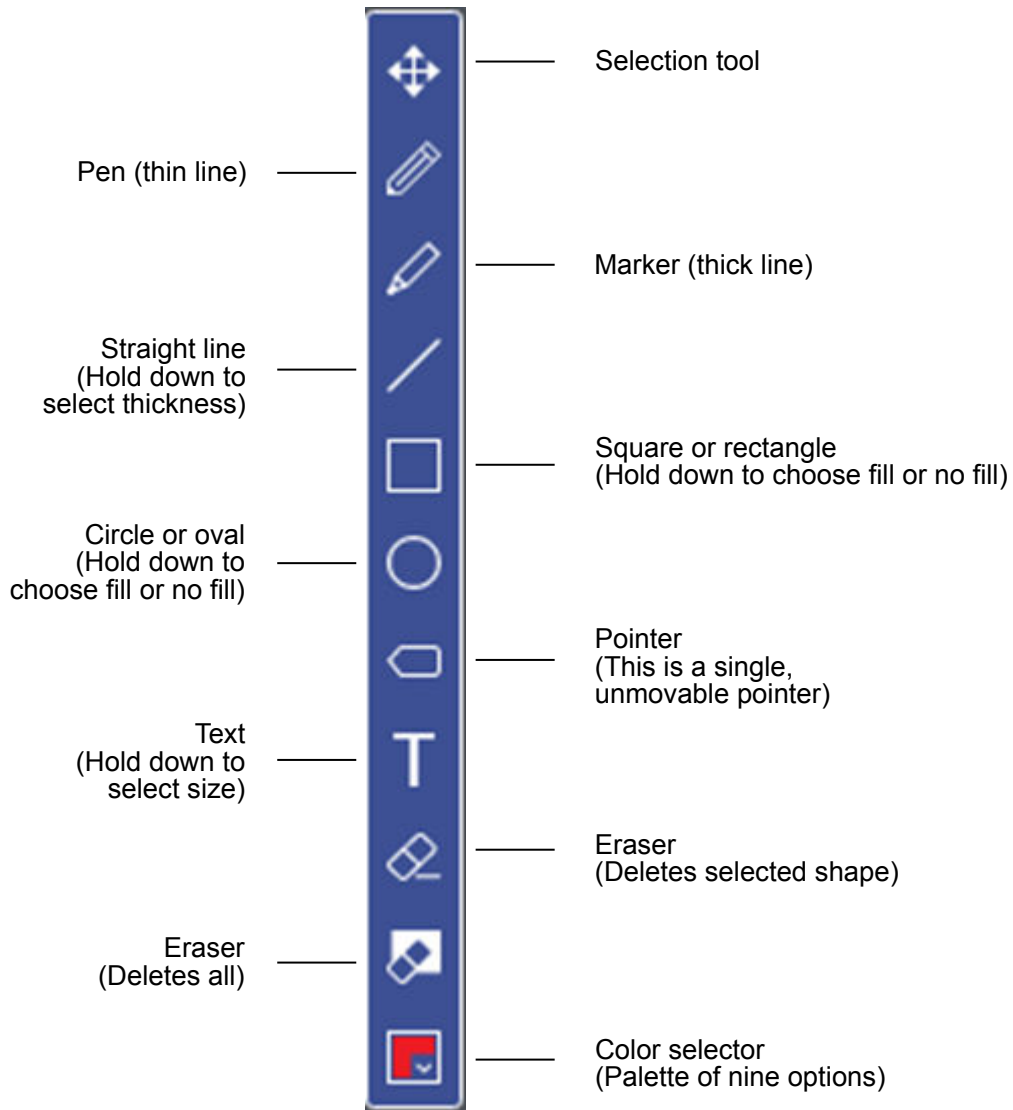 Selection tool
Pen (thin line)
Marker (thick line)
Straight line
(Hold down to
select thickness)
Square or rectangle
(Hold down to choose fill or no fill)
Circle or oval
(Hold down to
choose fill or no fill)
Pointer
(This is a single,
unmovable pointer)
Text
(Hold down to
select size)
T
Eraser
(Deletes selected shape)
Eraser
(Deletes all)
Color selector
(Palette of nine options)